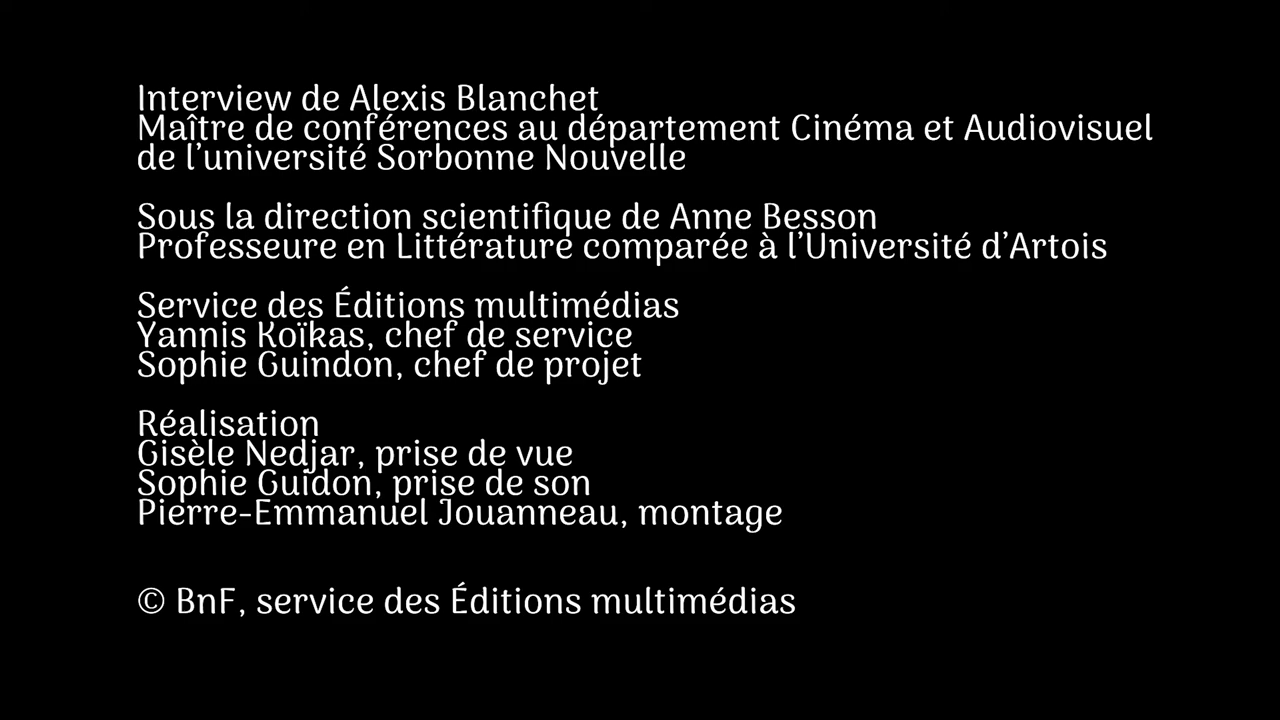 Interview de Alexis Blanchet
Maître de conférences au département Cinéma et Audiovisuel
de l’université Sorbonne Nouvelle
Sous la direction scientifique de Anne Besson
Professeure en Littérature comparée à l’Université d’Artois
Service des Éditions multimédias
Yannis Koïkas, chef de service
Sophie Guindon, chef de projet
Réalisation
Gisèle Nedjar, prise de vue
Sophie Guidon, prise de son
Pierre-Emmanuel Jouanneau, montage
© BnF, service des Éditions multimédias